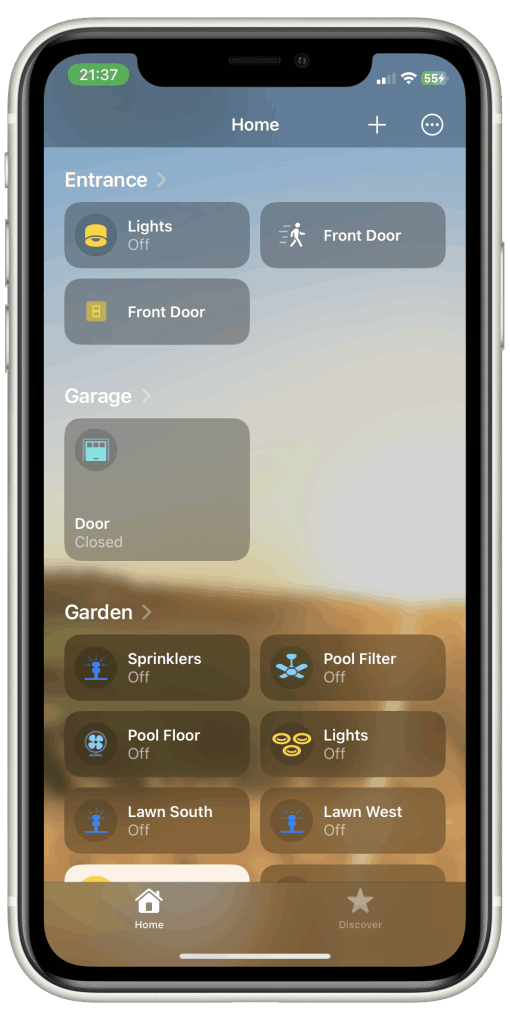 21:37
55
Home
Entrance
Lights
Off
Front Door
Front Door
Garage
Door
Closed
Garden
Sprinklers
Off
Pool Filter
Off
Pool Floor
Off
Lights
Off
Lawn South
Off
Lawn West
Off
Home
Discover